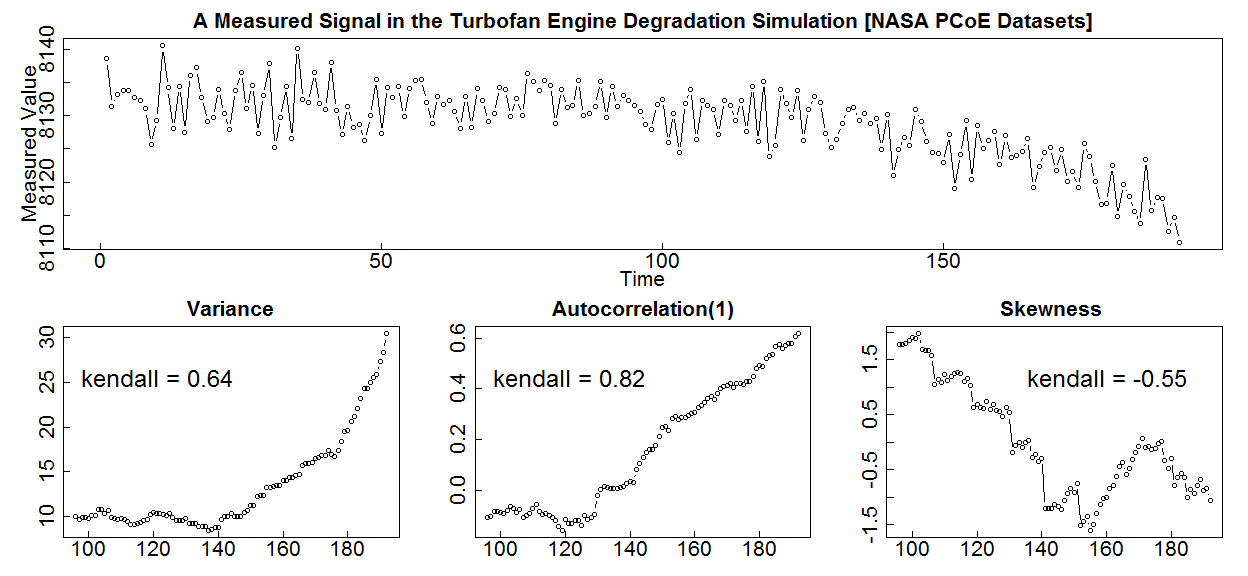 A Measured Signal in the Turbofan Engine Degradation Simulation [NASA PCoE Datasets]
Measured Value
8140
8130
8120
8110
0 50 100 150
Time
Variance
30
25
20
15
10
kendall = 0.64
100 120 140 160 180
Autocorrelation(1)
0.6
0.4
0.2
0.0
kendall = 0.82
100 120 140 160 180
Skewness
1.5
0.5
-0.5
-1.5
kendall = -0.55
100 120 140 160 180